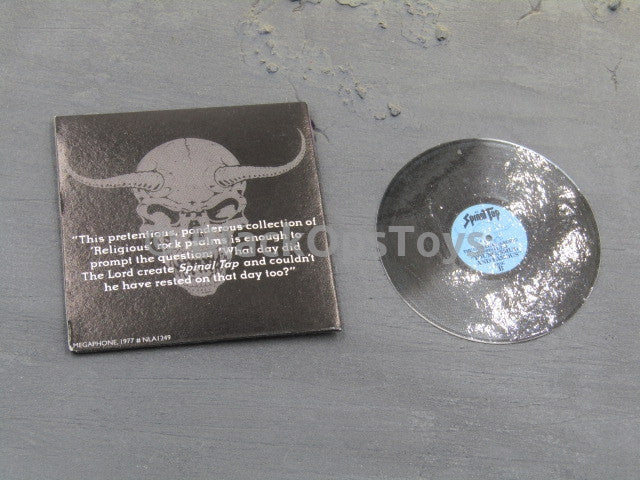 "This pretentious, ponderous collection of
'Religious' rock psalms is enough to
prompt the question, 'what day did
The Lord create Spinal Tap and couldn't
he have rested on that day too?"
MEGAPHONE, 1977 # NLA1249
Spinal Tap
B